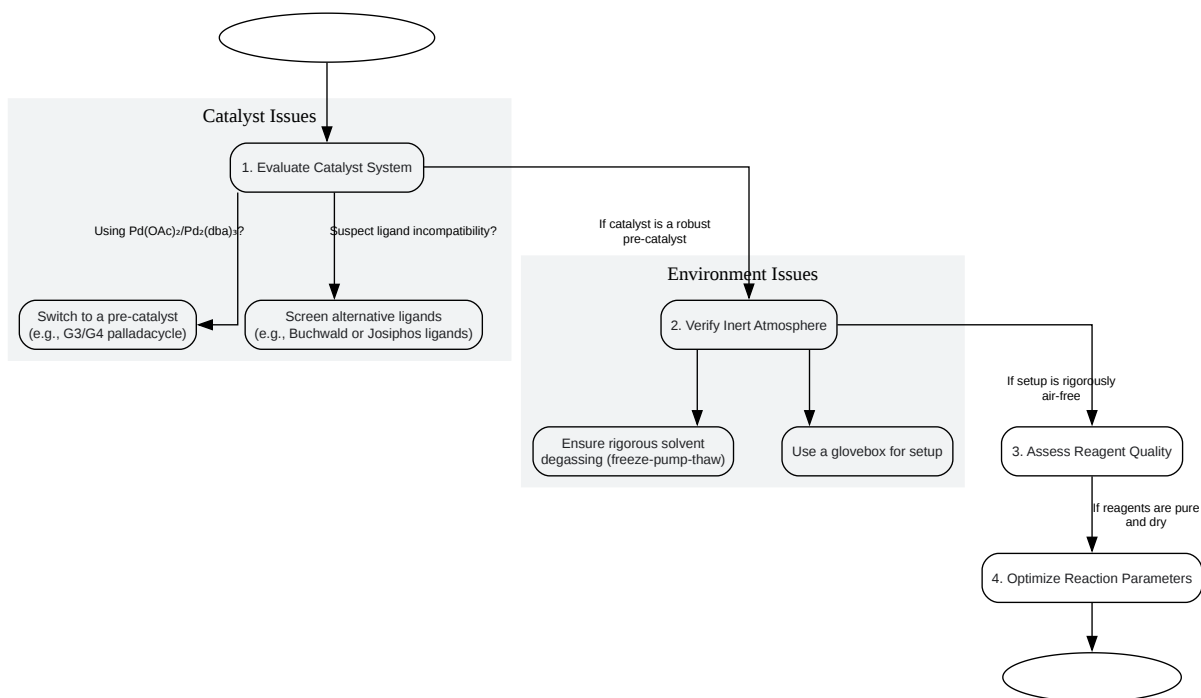 Catalyst Issues
1. Evaluate Catalyst System
Using Pd(OAc)₂/Pd₂(dba)₃?
Suspect ligand incompatibility?
If catalyst is a robust
pre-catalyst
Environment Issues
Switch to a pre-catalyst
(e.g., G3/G4 palladacycle)
Screen alternative ligands
(e.g., Buchwald or Josiphos ligands)
2. Verify Inert Atmosphere
If setup is rigorously
air-free
Ensure rigorous solvent
degassing (freeze-pump-thaw)
Use a glovebox for setup
3. Assess Reagent Quality
If reagents are pure
and dry
4. Optimize Reaction Parameters